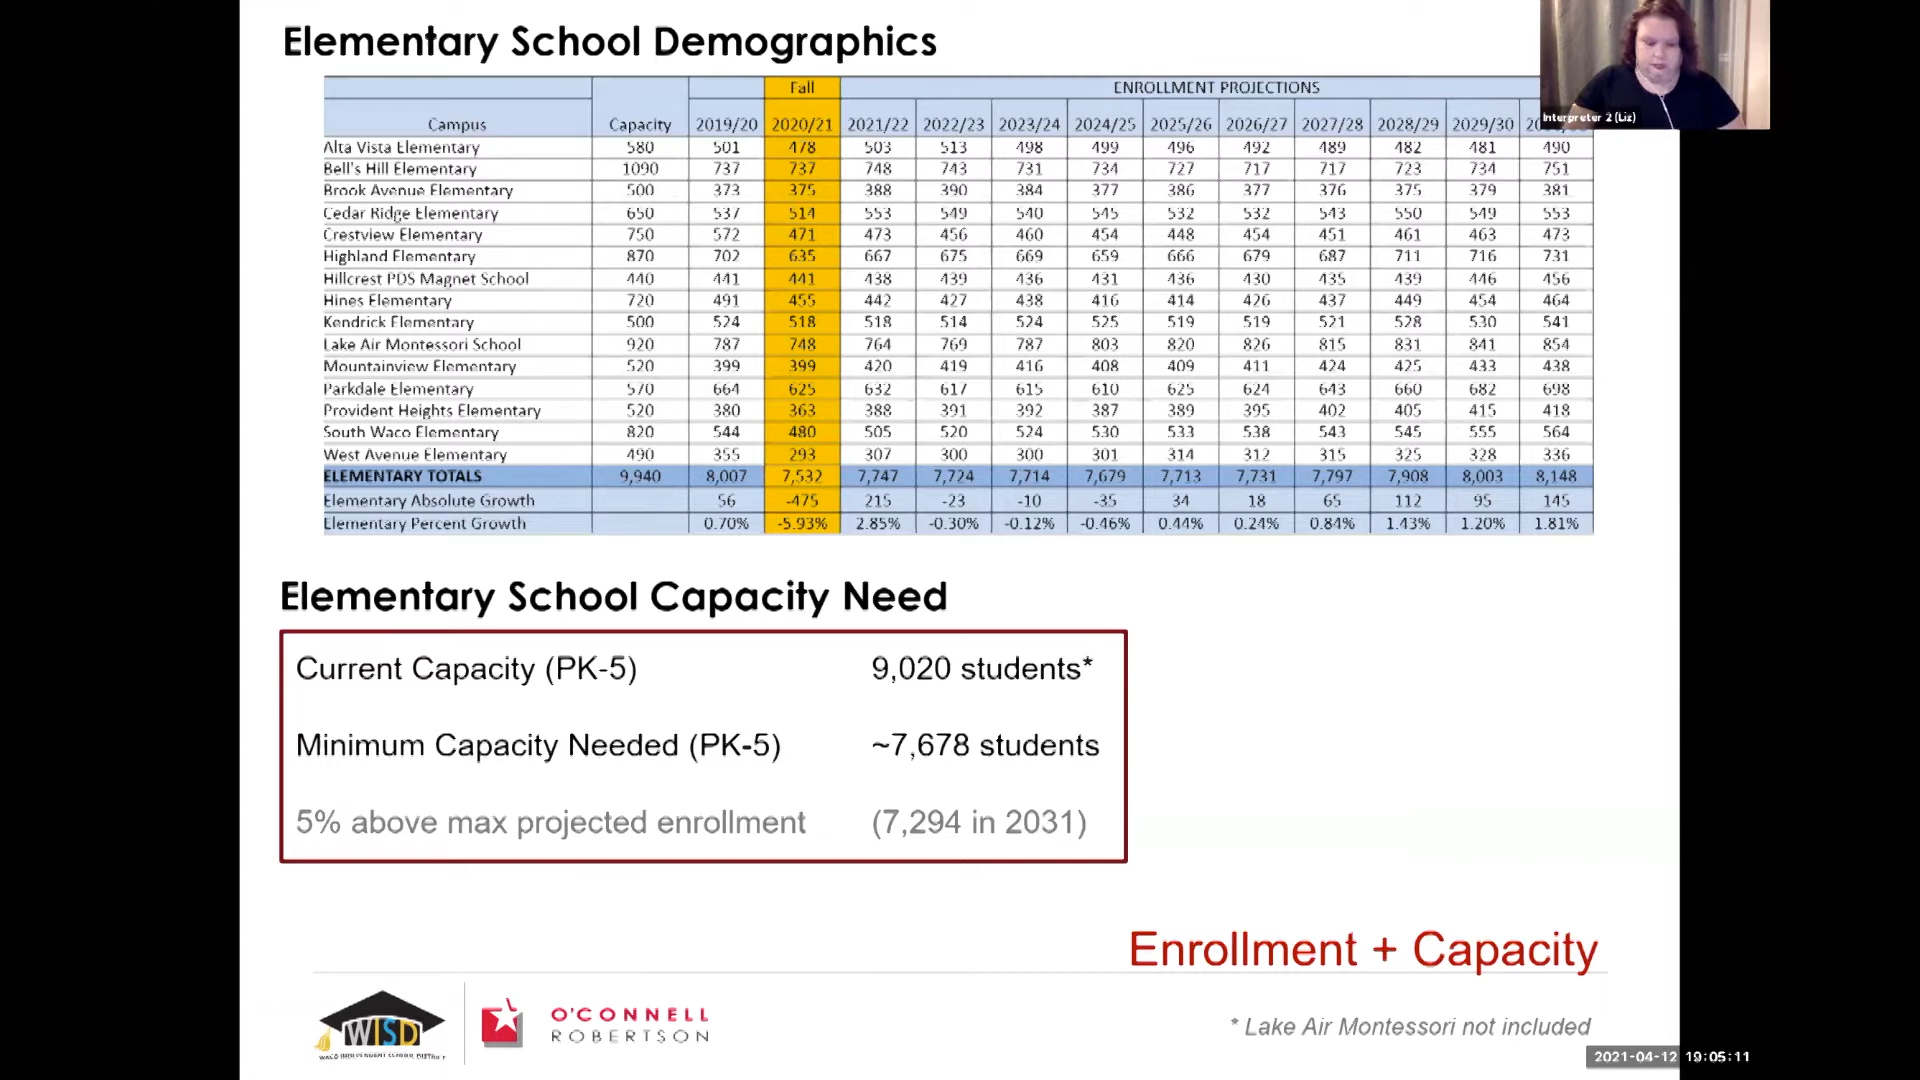 Elementary School Demographics
Fall ENROLLMENT PROJECTIONS
Campus Capacity 2019/20 2020/21 2021/22 2022/23 2023/24 2024/25 2025/26 2026/27 2027/28 2028/29 2029/30
Alta Vista Elementary 580 501 478 503 513 498 499 496 492 489 482 481 490
Bell's Hill Elementary 1090 737 737 748 743 731 734 727 717 717 723 734 751
Brook Avenue Elementary 500 373 375 388 390 384 377 386 377 376 375 379 381
Cedar Ridge Elementary 650 537 514 553 549 540 545 532 532 543 550 549 553
Crestview Elementary 750 572 471 473 456 460 454 448 454 451 461 463 473
Highland Elementary 870 702 635 667 675 669 659 666 679 687 711 716 731
Hillcrest PDS Magnet School 440 441 441 438 439 436 431 436 430 435 439 446 456
Hines Elementary 720 491 455 442 427 438 416 414 426 437 449 454 464
Kendrick Elementary 500 524 518 518 514 524 525 519 519 521 528 530 541
Lake Air Montessori School 920 787 748 764 769 787 803 820 826 815 831 841 854
Mountainview Elementary 520 399 399 420 419 416 408 409 411 424 425 433 438
Parkdale Elementary 570 664 625 632 617 615 610 625 624 643 660 682 698
Provident Heights Elementary 520 380 363 388 391 392 387 389 395 402 405 415 418
South Waco Elementary 820 544 480 505 520 524 530 533 538 543 545 555 564
West Avenue Elementary 490 355 293 307 300 300 301 314 312 315 325 328 336
ELEMENTARY TOTALS 9,940 8,007 7,532 7,747 7,724 7,714 7,679 7,713 7,731 7,797 7,908 8,003 8,148
Elementary Absolute Growth 56 -475 215 -23 -10 -35 34 18 65 112 95 145
Elementary Percent Growth 0.70% -5.93% 2.85% -0.30% -0.12% -0.46% 0.44% 0.24% 0.84% 1.43% 1.20% 1.81%
Interpreter 2 (Liz)
Elementary School Capacity Need
Current Capacity (PK-5) 9,020 students*
Minimum Capacity Needed (PK-5) ~7,678 students
5% above max projected enrollment (7,294 in 2031)
Enrollment + Capacity
WISD
WACO INDEPENDENT SCHOOL DISTRICT
O'CONNELL
ROBERTSON
* Lake Air Montessori not included
2021-04-12 19:05:11